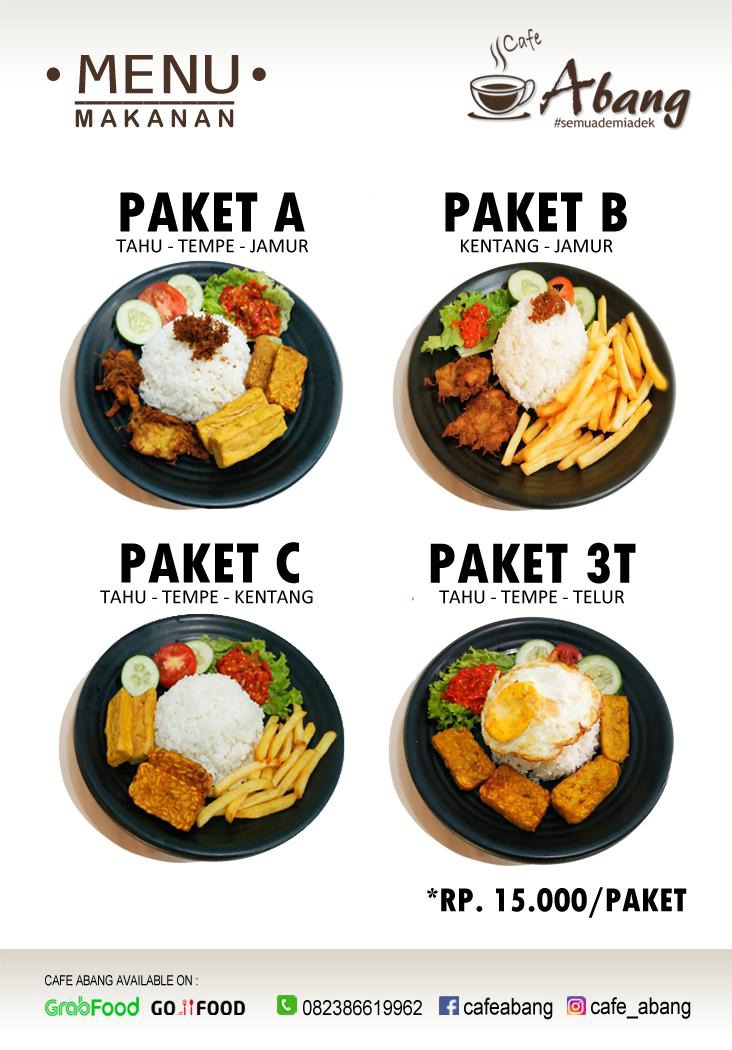 • MENU •
MAKANAN
Cafe
Abang
#semuademiadek
PAKET A
TAHU - TEMPE - JAMUR
PAKET B
KENTANG - JAMUR
PAKET C
TAHU - TEMPE - KENTANG
PAKET 3T
TAHU - TEMPE - TELUR
*RP. 15.000/PAKET
CAFE ABANG AVAILABLE ON :
GrabFood GO FOOD 082386619962 cafeabang cafe_abang